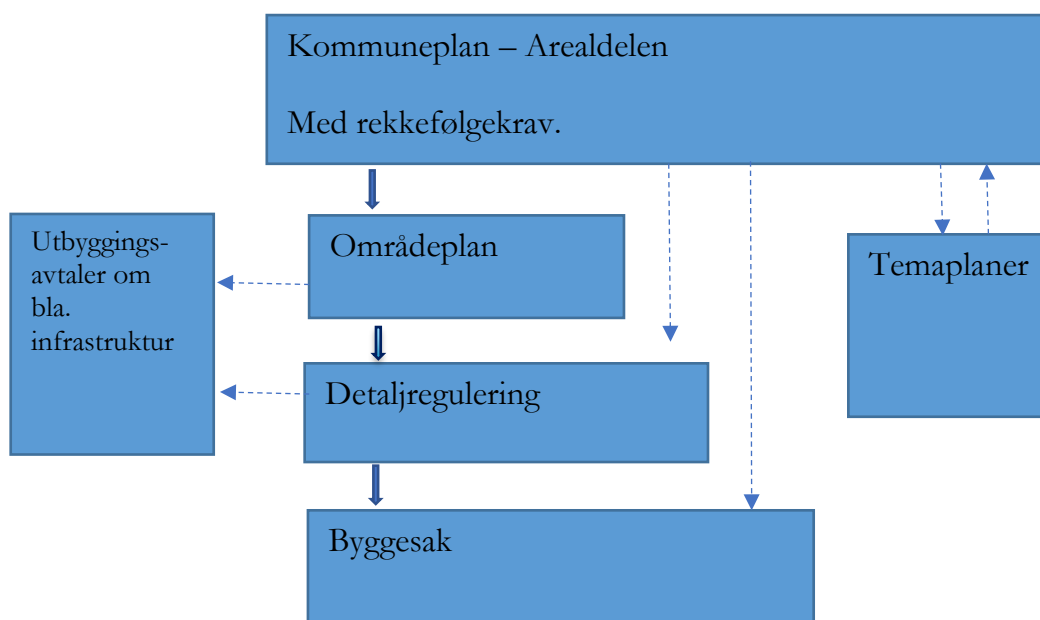 Kommuneplan – Arealdelen
Med rekkefølgekrav.
Utbyggings-
avtaler om
bla.
infrastruktur
Områdeplan
Temaplaner
Detaljregulering
Byggesak